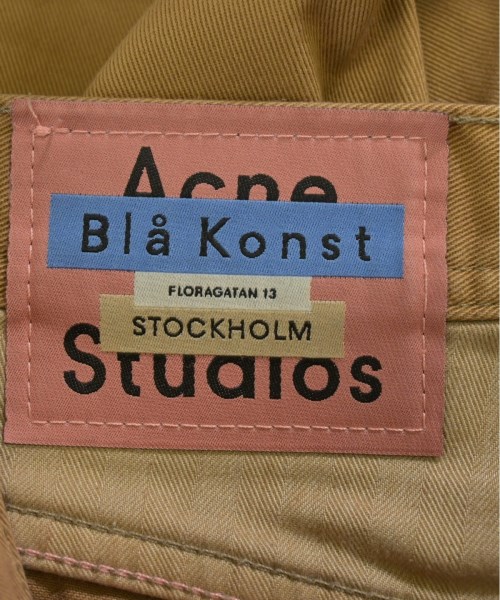 Acne
Blå Konst
FLORAGATAN 13
STOCKHOLM
Studios